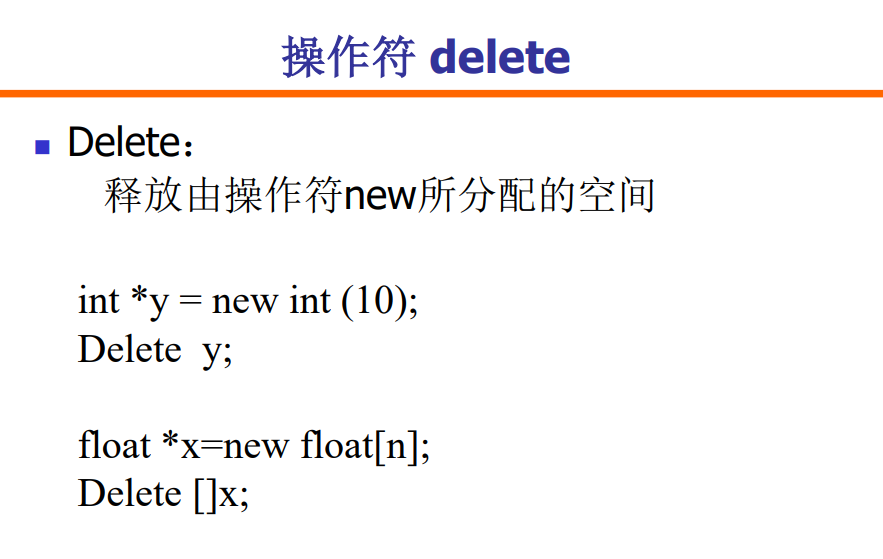 操作符 delete
Delete：
释放由操作符new所分配的空间
int *y = new int (10);
Delete y;
float *x=new float[n];
Delete []x;